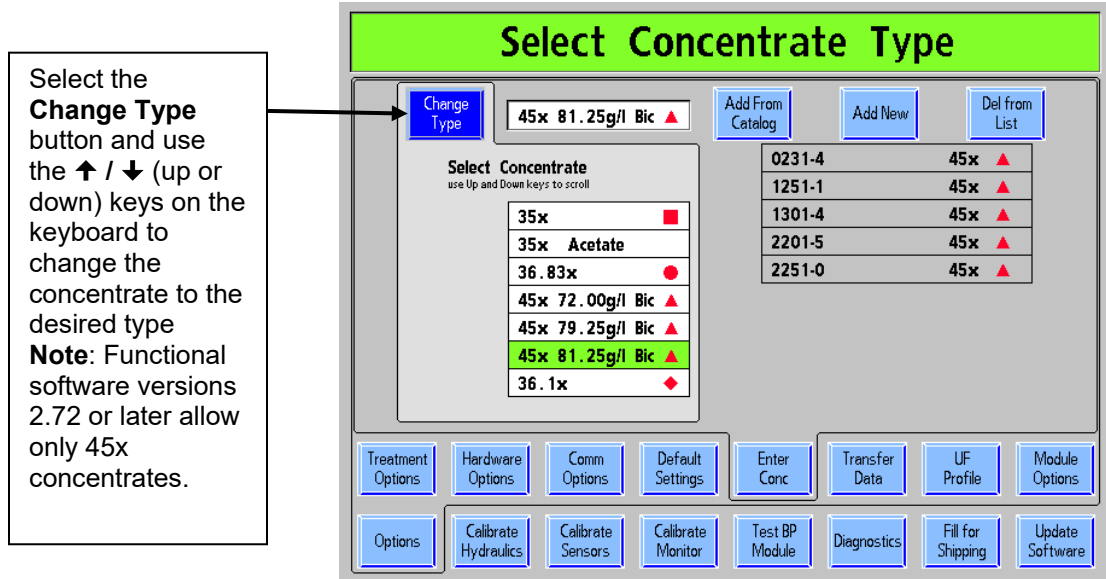 Select the
Change Type
button and use
the ↑ / ↓ (up or
down) keys on the
keyboard to
change the
concentrate to the
desired type
Note: Functional
software versions
2.72 or later allow
only 45x
concentrates.
Select Concentrate Type
Change
Type
45x 81.25g/l Bic ▲
Add From
Catalog
Add New
Del from
List
Select Concentrate
use Up and Down keys to scroll
35x ■
35x Acetate
36.83x ●
45x 72.00g/l Bic ▲
45x 79.25g/l Bic ▲
45x 81.25g/l Bic ▲
36.1x ◆
0231-4 45x ▲
1251-1 45x ▲
1301-4 45x ▲
2201-5 45x ▲
2251-0 45x ▲
Treatment
Options
Hardware
Options
Comm
Options
Default
Settings
Enter
Conc
Transfer
Data
UF
Profile
Module
Options
Options
Calibrate
Hydraulics
Calibrate
Sensors
Calibrate
Monitor
Test BP
Module
Diagnostics
Fill for
Shipping
Update
Software